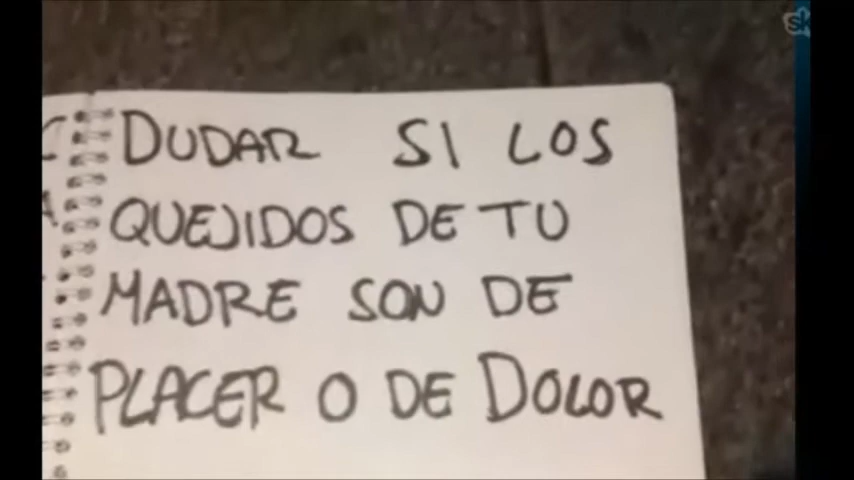 DUDAR SI LOS
QUEJIDOS DE TU
MADRE SON DE
PLACER O DE DOLOR